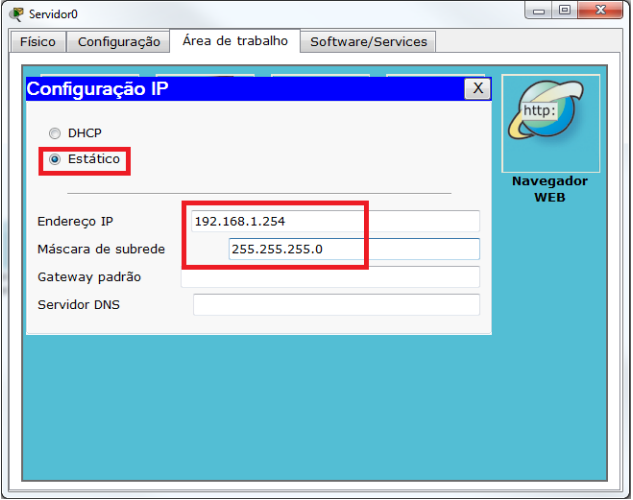 Servidor0
Físico Configuração Área de trabalho Software/Services
Configuração IP X
http:
DHCP
Estático
Navegador
WEB
Endereço IP 192.168.1.254
Máscara de subrede 255.255.255.0
Gateway padrão
Servidor DNS